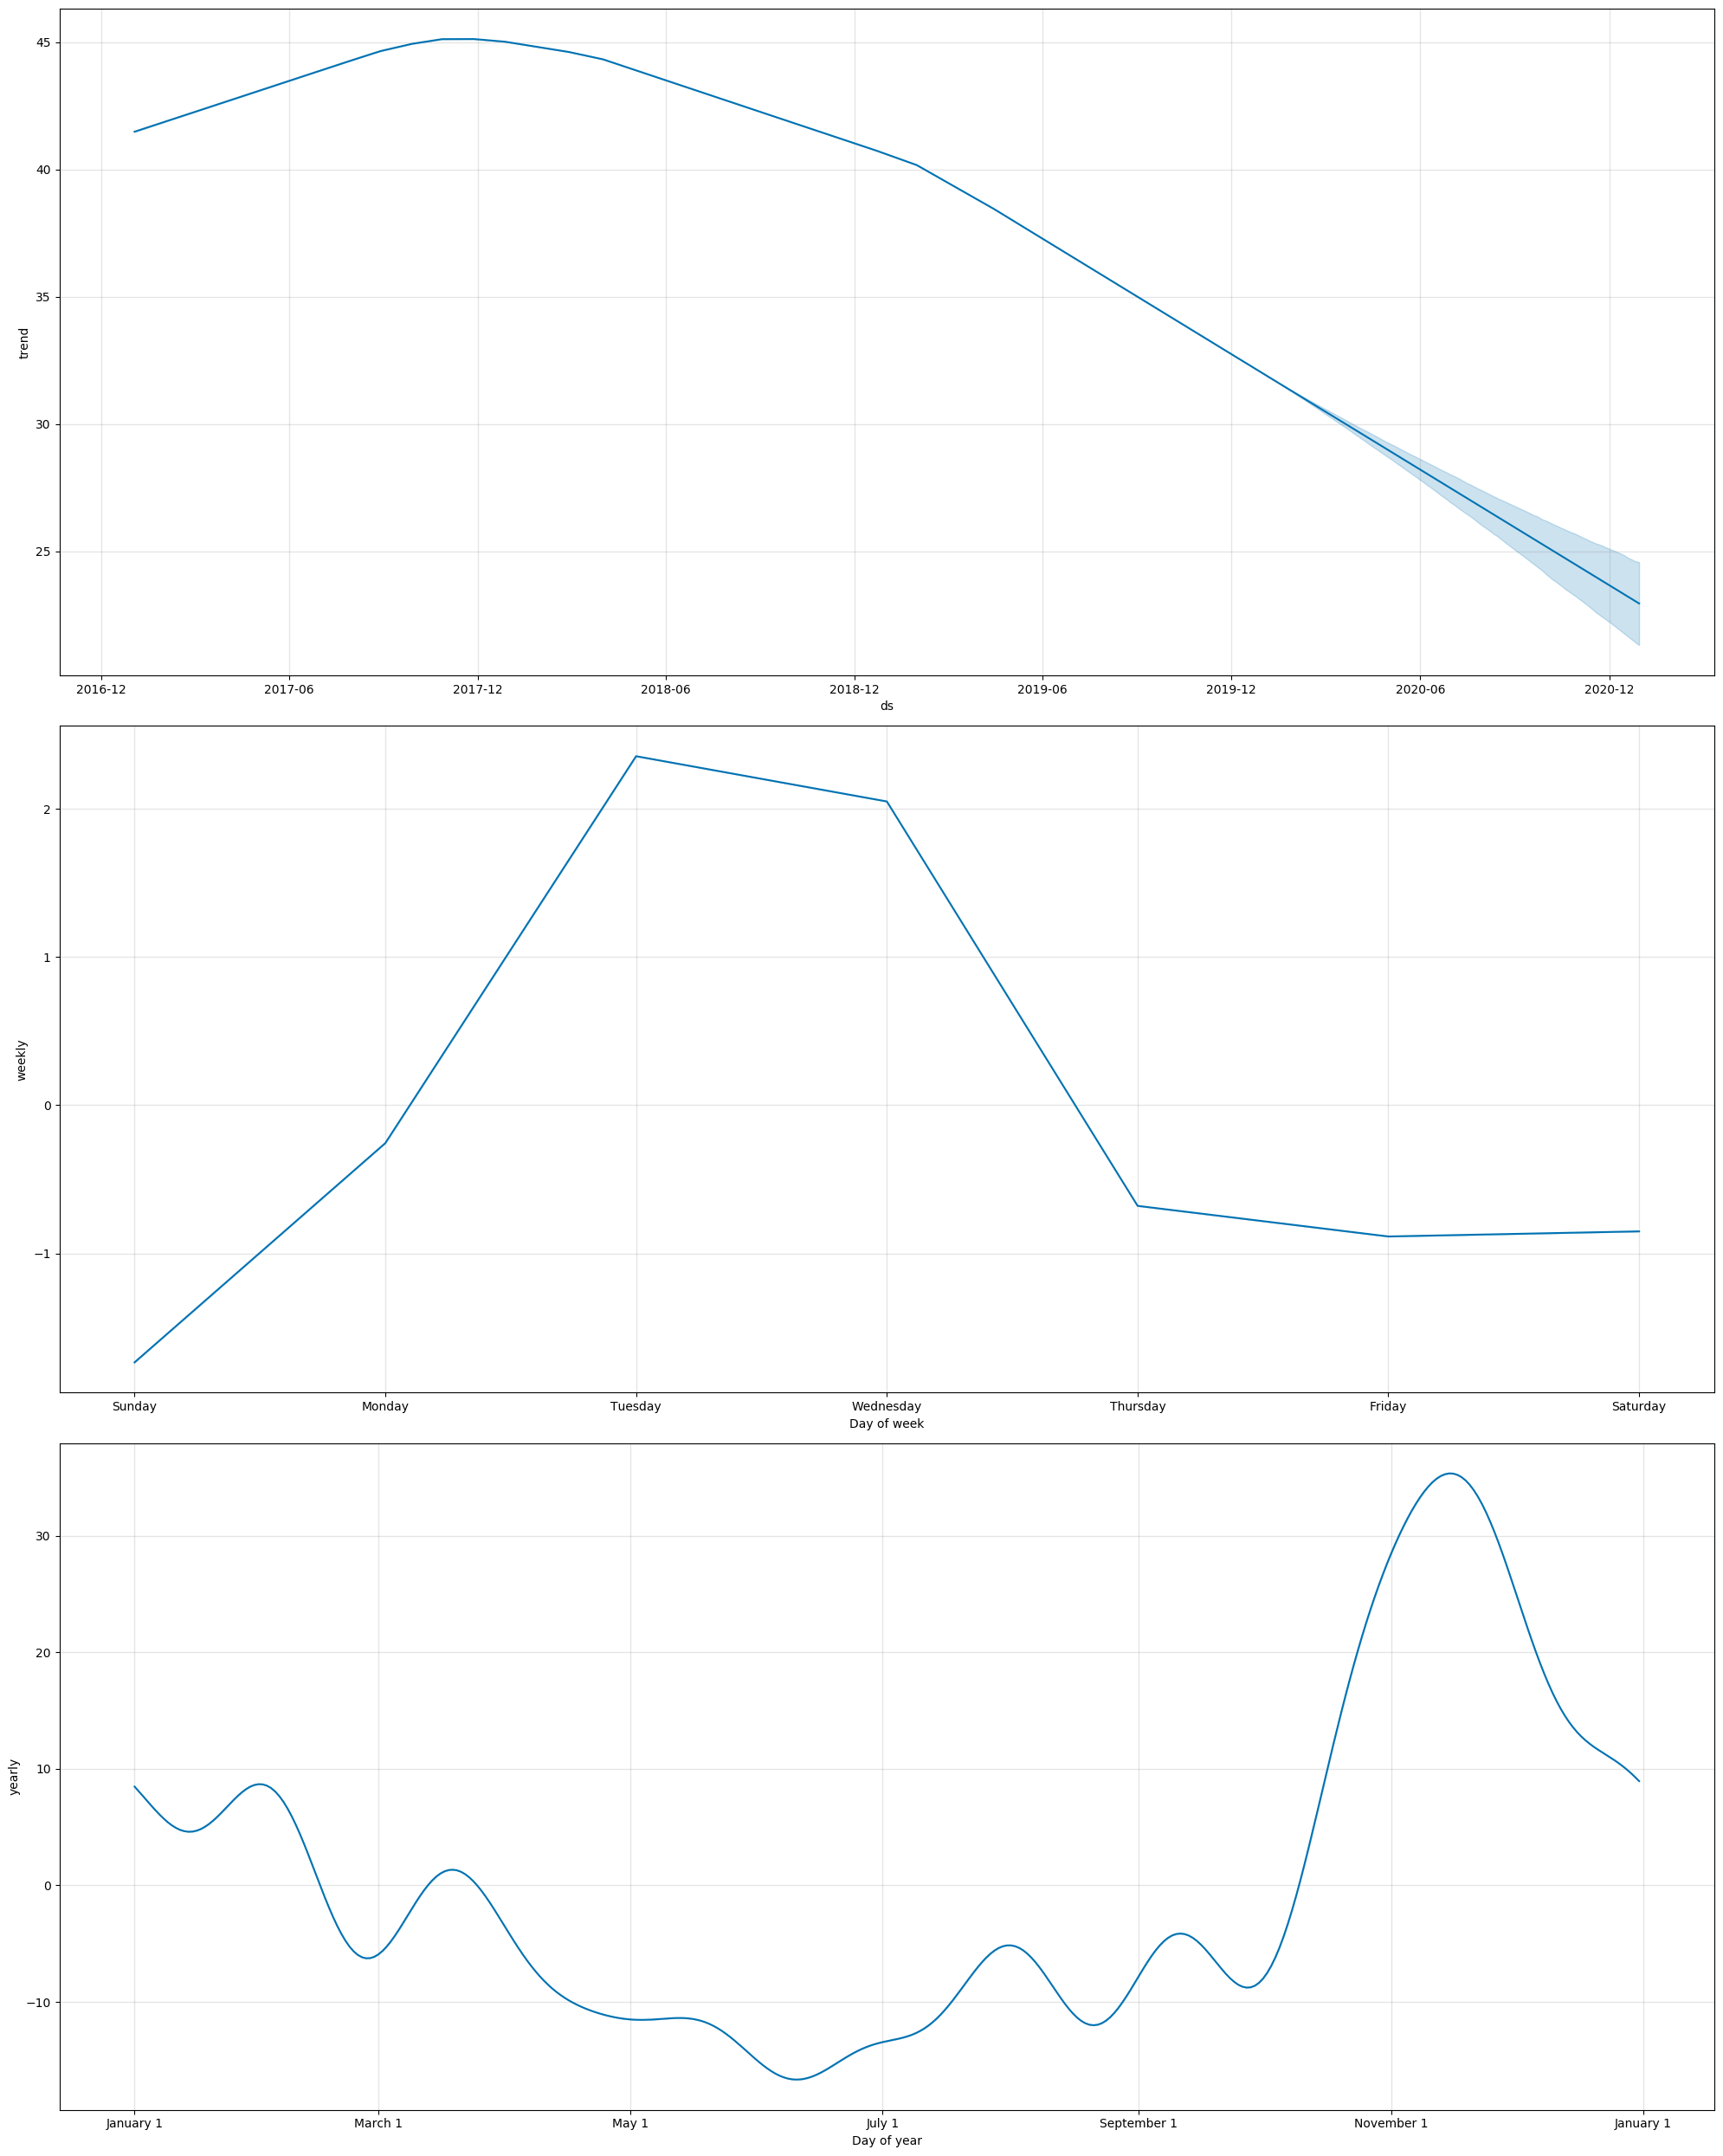 45
40
35
30
25
trend
2016-12 2017-06 2017-12 2018-06 2018-12 2019-06 2019-12 2020-06 2020-12
ds
2
1
0
−1
weekly
Sunday Monday Tuesday Wednesday Thursday Friday Saturday
Day of week
30
20
10
0
−10
yearly
January 1 March 1 May 1 July 1 September 1 November 1 January 1
Day of year